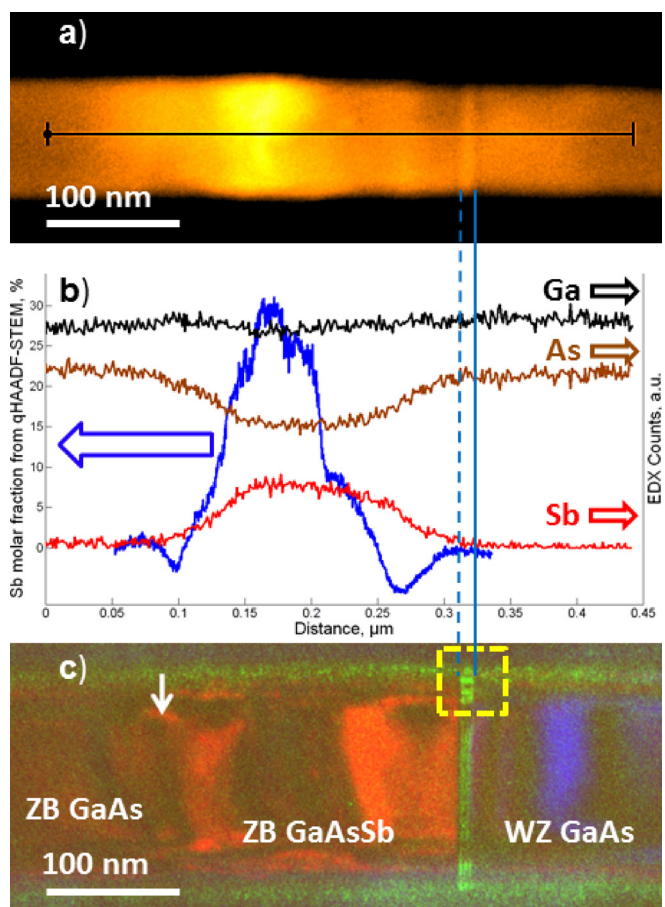 a)
100 nm
b)
Sb molar fraction from qHAADF-STEM, %
30
25
20
15
10
5
0
Ga
As
Sb
EDX Counts, a.u.
0 0.05 0.1 0.15 0.2 0.25 0.3 0.35 0.4 0.45
Distance, µm
c)
ZB GaAs
ZB GaAsSb
WZ GaAs
100 nm